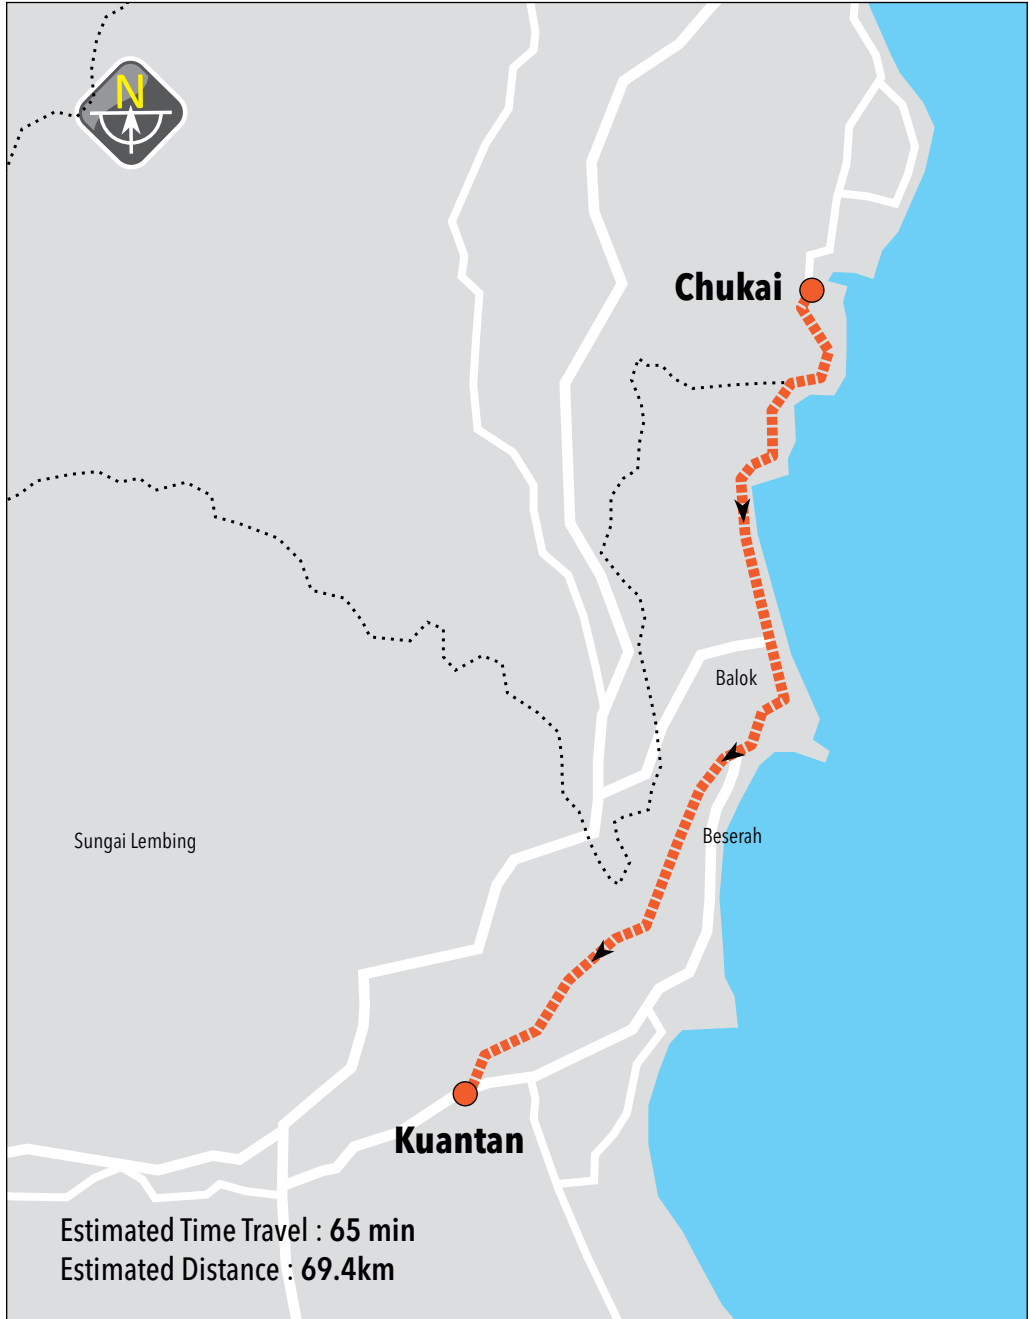 N
Chukai
Balok
Beserah
Sungai Lembing
Kuantan
Estimated Time Travel : 65 min
Estimated Distance : 69.4km